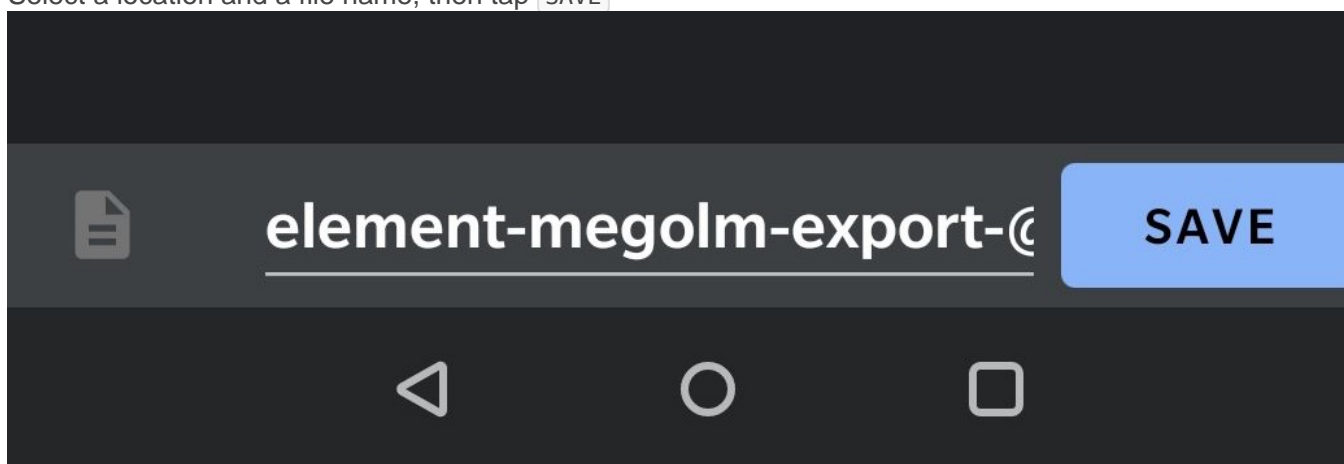 Select a location and a file name, then tap SAVE
element-megolm-export-@
SAVE